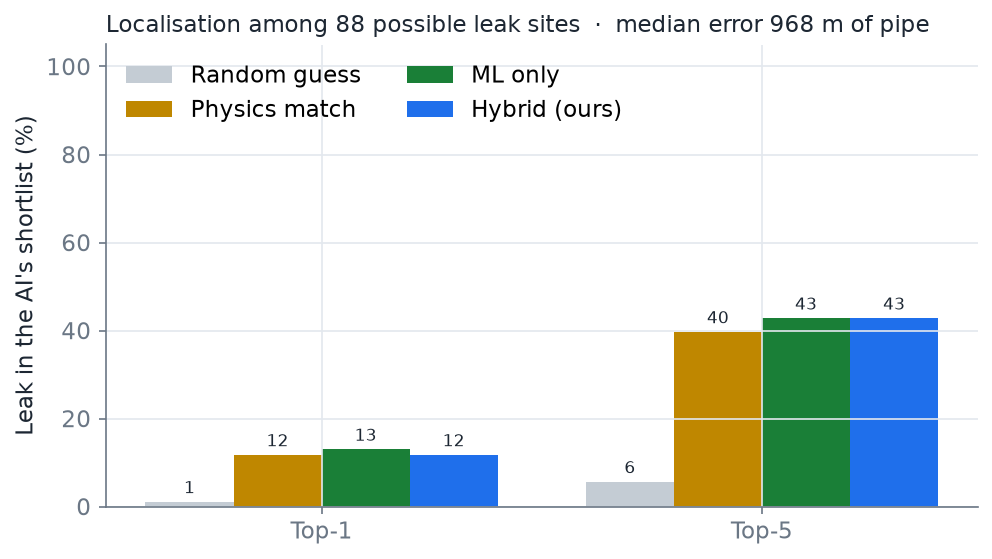 Localisation among 88 possible leak sites · median error 968 m of pipe
Leak in the AI's shortlist (%)
100
80
60
40
20
0
Random guess
Physics match
ML only
Hybrid (ours)
1
12
13
12
6
40
43
43
Top-1
Top-5